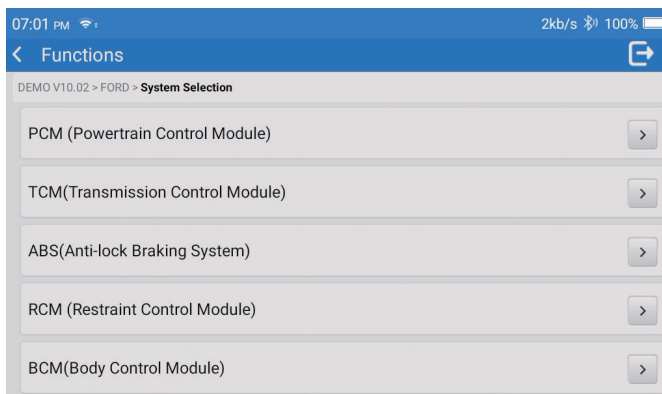 07:01 PM
2kb/s 100%
Functions
DEMO V10.02 > FORD > System Selection
PCM (Powertrain Control Module)
TCM(Transmission Control Module)
ABS(Anti-lock Braking System)
RCM (Restraint Control Module)
BCM(Body Control Module)